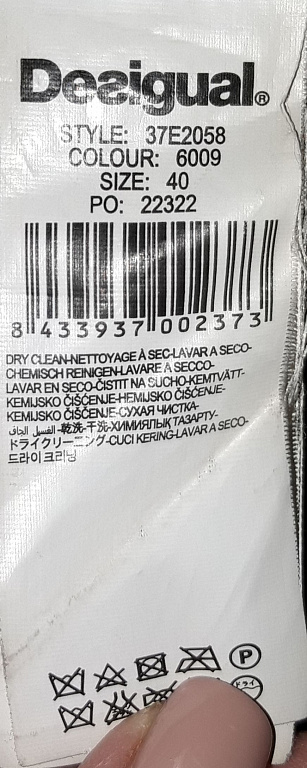 Desigual®
STYLE: 37E2058
COLOUR: 6009
SIZE: 40
PO: 22322
8 433937 002373
DRY CLEAN-NETTOYAGE À SEC-LAVAR A SECO-
CHEMISCH REINIGEN-LAVARE A SECCO-
LAVAR EN SECO-ČISTIT NA SUCHO-KEMTVÄTT-
KEMIJSKO ČIŠČENJE-HEMIJSKO ČIŠĆENJE-
KEMIJSKO ČIŠĆENJE-СУХАЯ ЧИСТКА-
الغسيل الجاف-乾洗-干洗-ХИМИЯЛЫҚ ТАЗАРТУ-
ドライクリーニング-CUCI KERING-LAVAR A SECO-
드라이 크리닝
P
ドライ